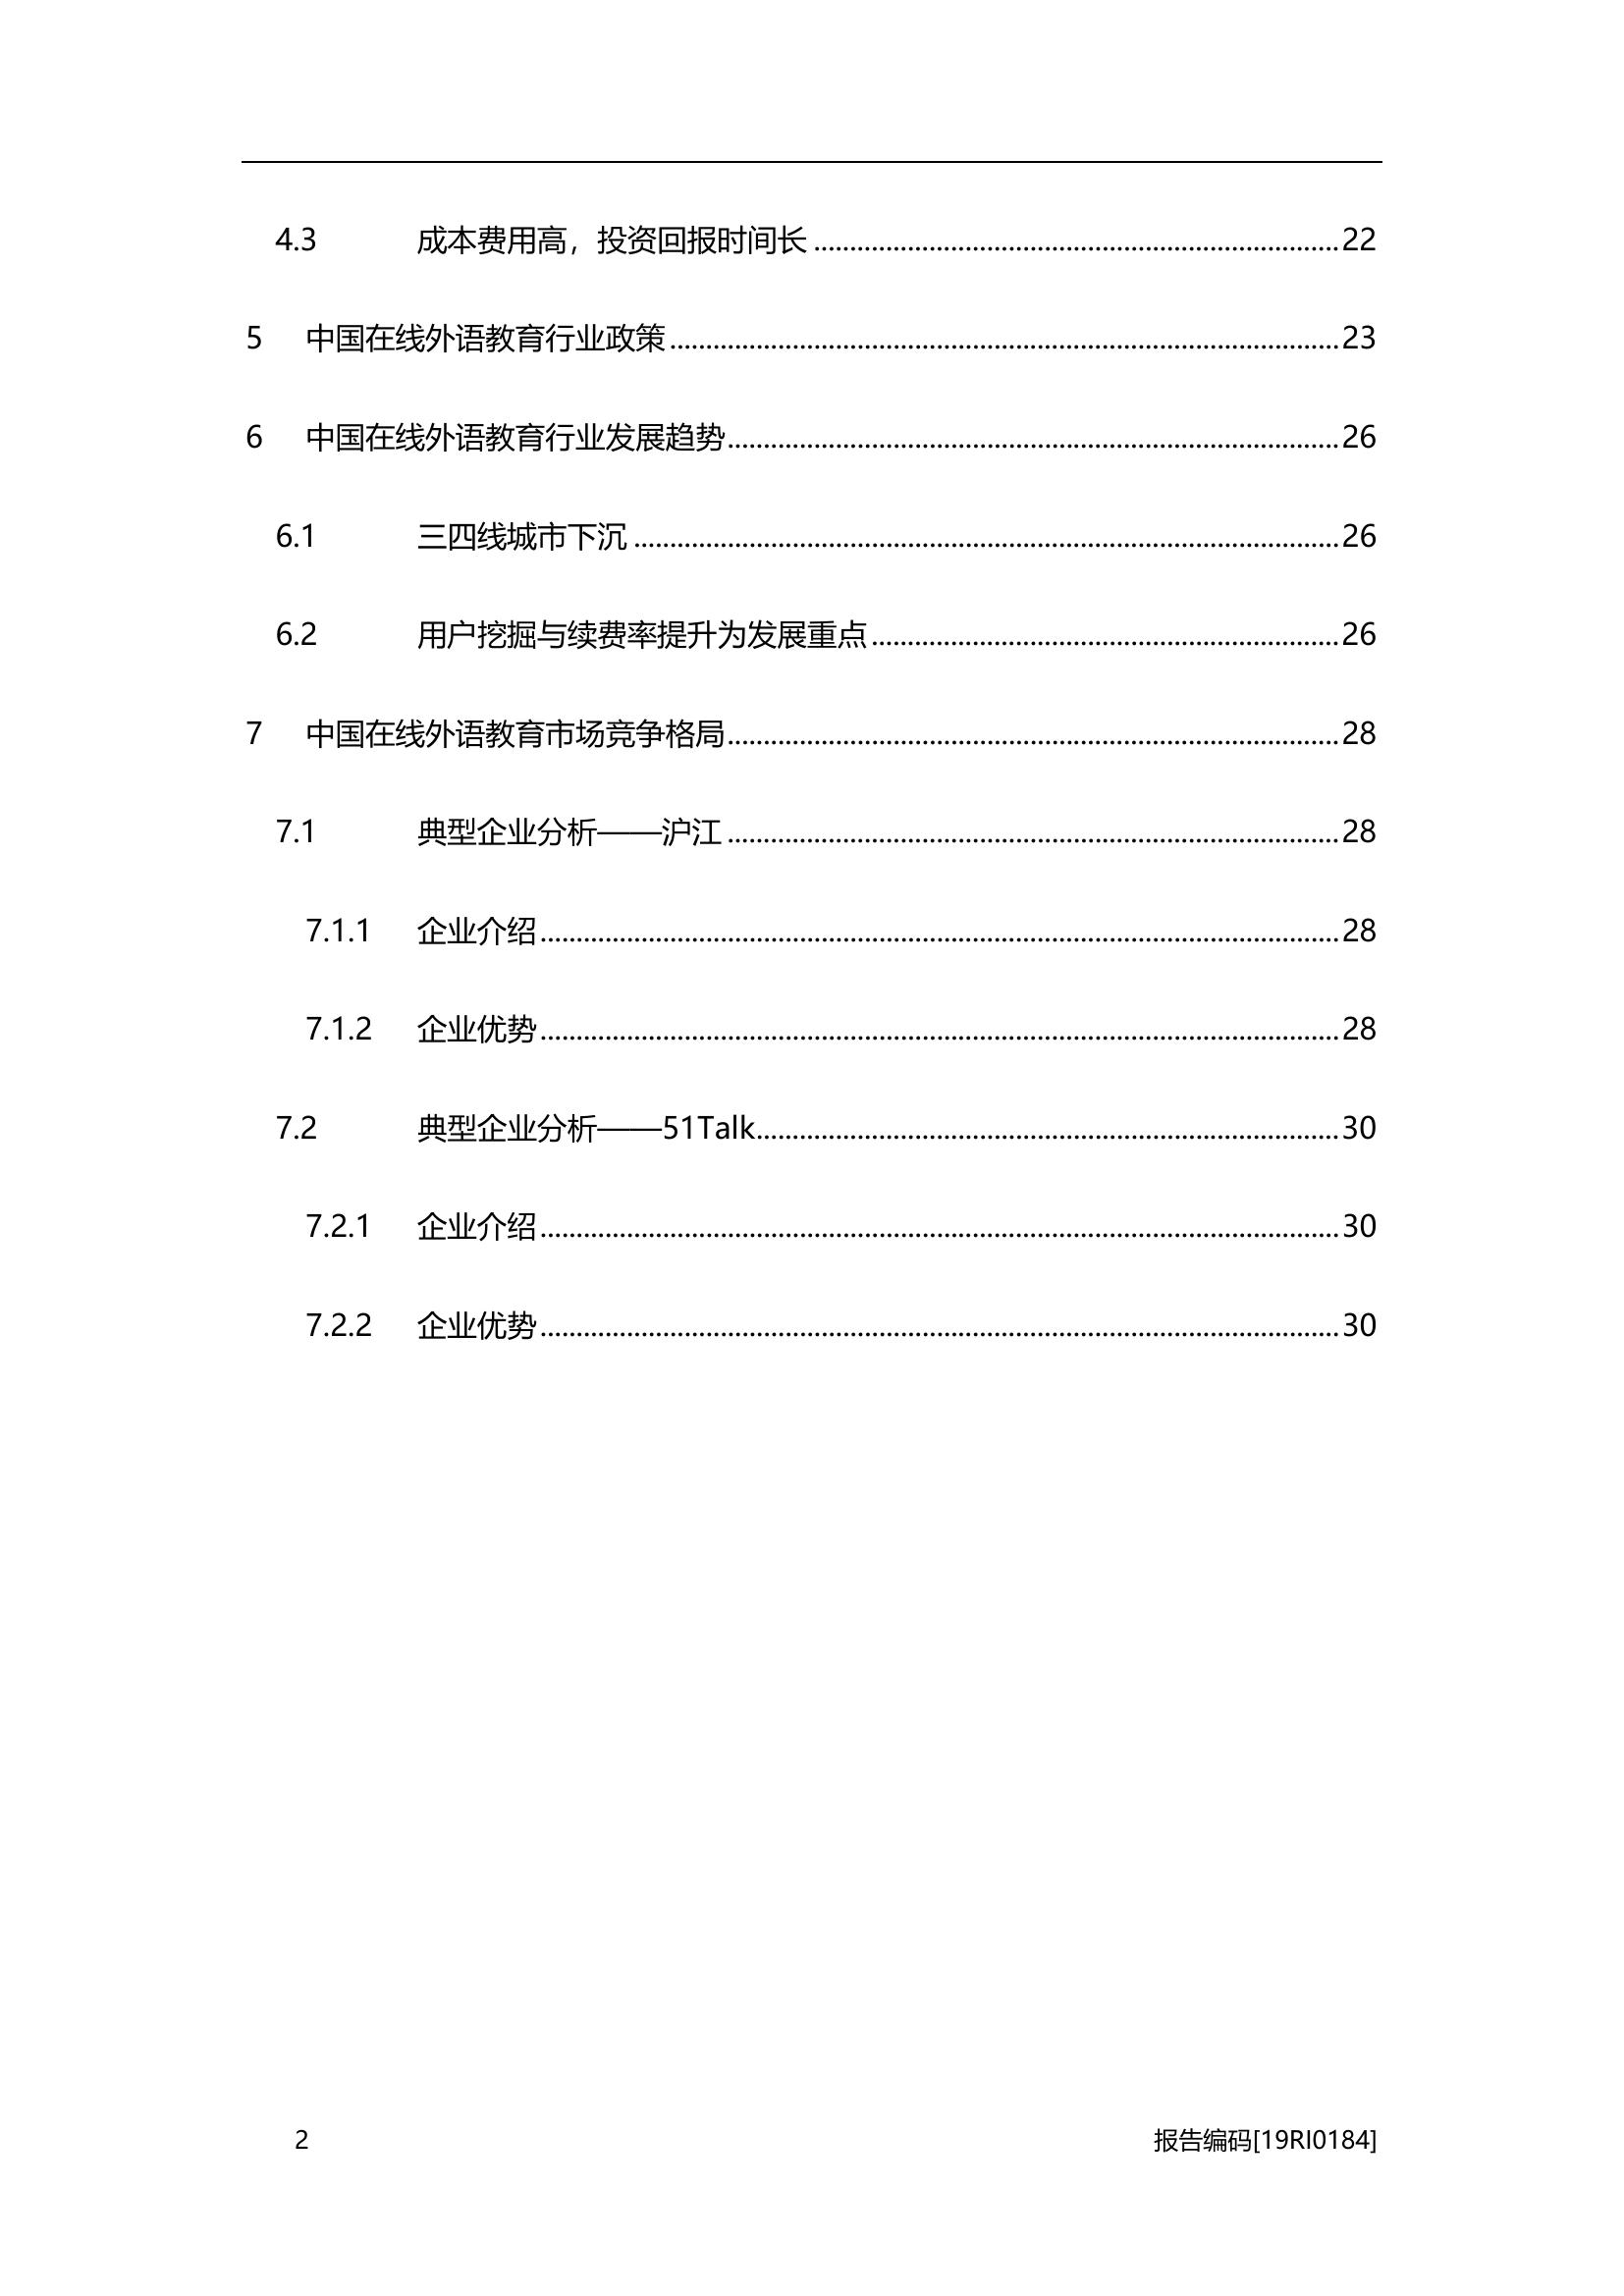 4.3 成本费用高，投资回报时间长........................................................................22
5 中国在线外语教育行业政策............................................................................................23
6 中国在线外语教育行业发展趋势....................................................................................26
6.1 三四线城市下沉.................................................................................................26
6.2 用户挖掘与续费率提升为发展重点................................................................26
7 中国在线外语教育市场竞争格局....................................................................................28
7.1 典型企业分析——沪江....................................................................................28
7.1.1 企业介绍..............................................................................................................28
7.1.2 企业优势..............................................................................................................28
7.2 典型企业分析——51Talk................................................................................30
7.2.1 企业介绍..............................................................................................................30
7.2.2 企业优势..............................................................................................................30
2 报告编码[19RI0184]